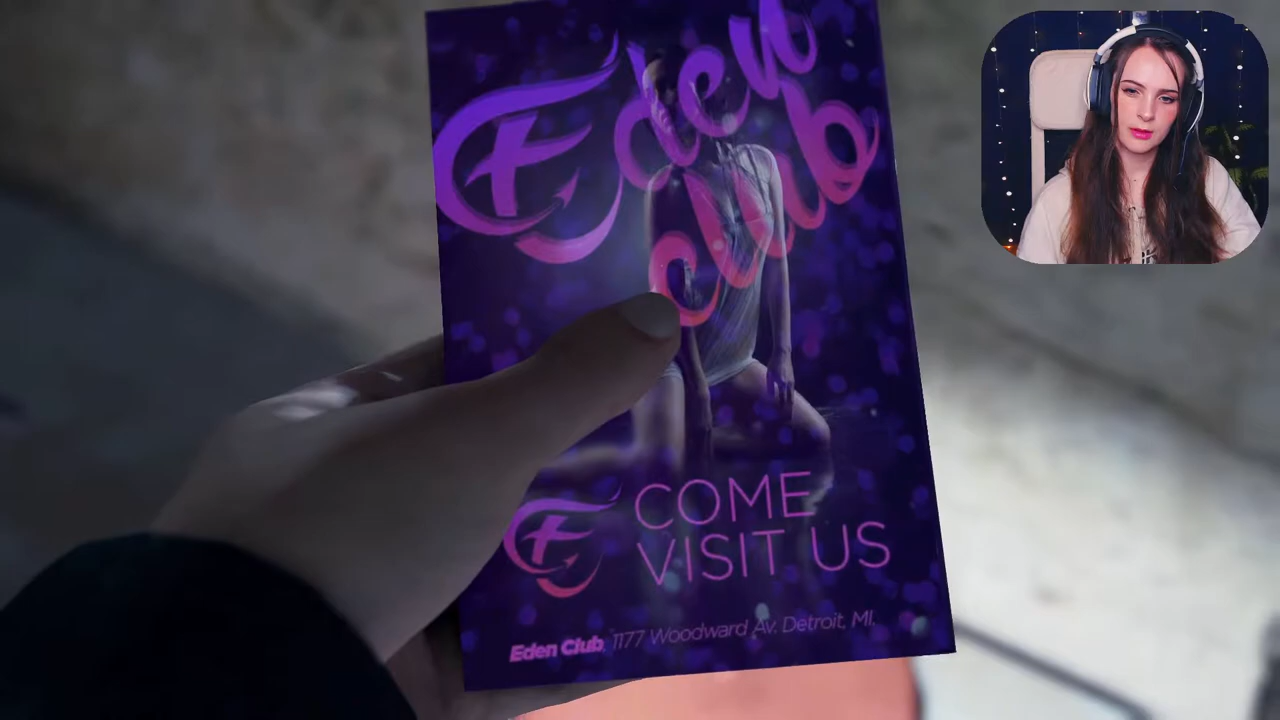 Eden
club
COME
VISIT US
Eden Club, 1177 Woodward Av. Detroit, MI.